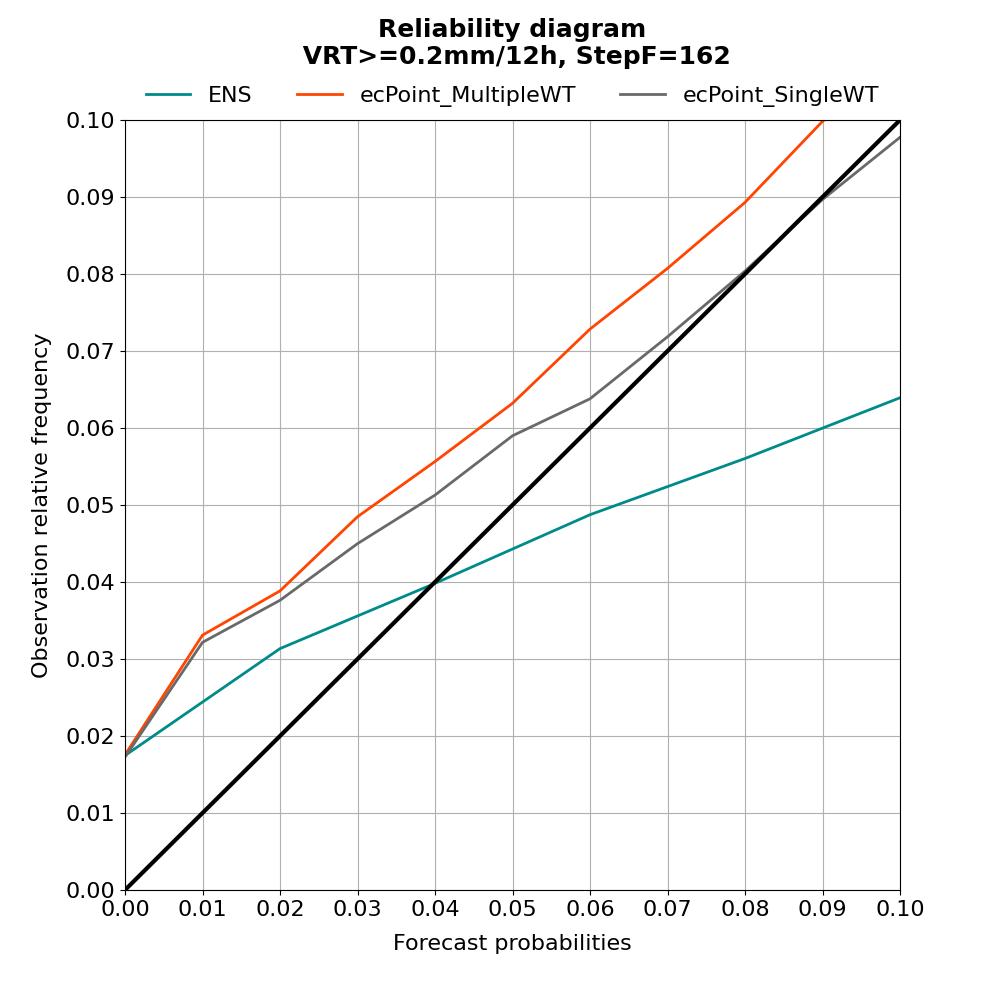 Reliability diagram
VRT>=0.2mm/12h, StepF=162
ENS ecPoint_MultipleWT ecPoint_SingleWT
0.10
0.09
0.08
0.07
0.06
0.05
0.04
0.03
0.02
0.01
0.00
Observation relative frequency
0.00 0.01 0.02 0.03 0.04 0.05 0.06 0.07 0.08 0.09 0.10
Forecast probabilities